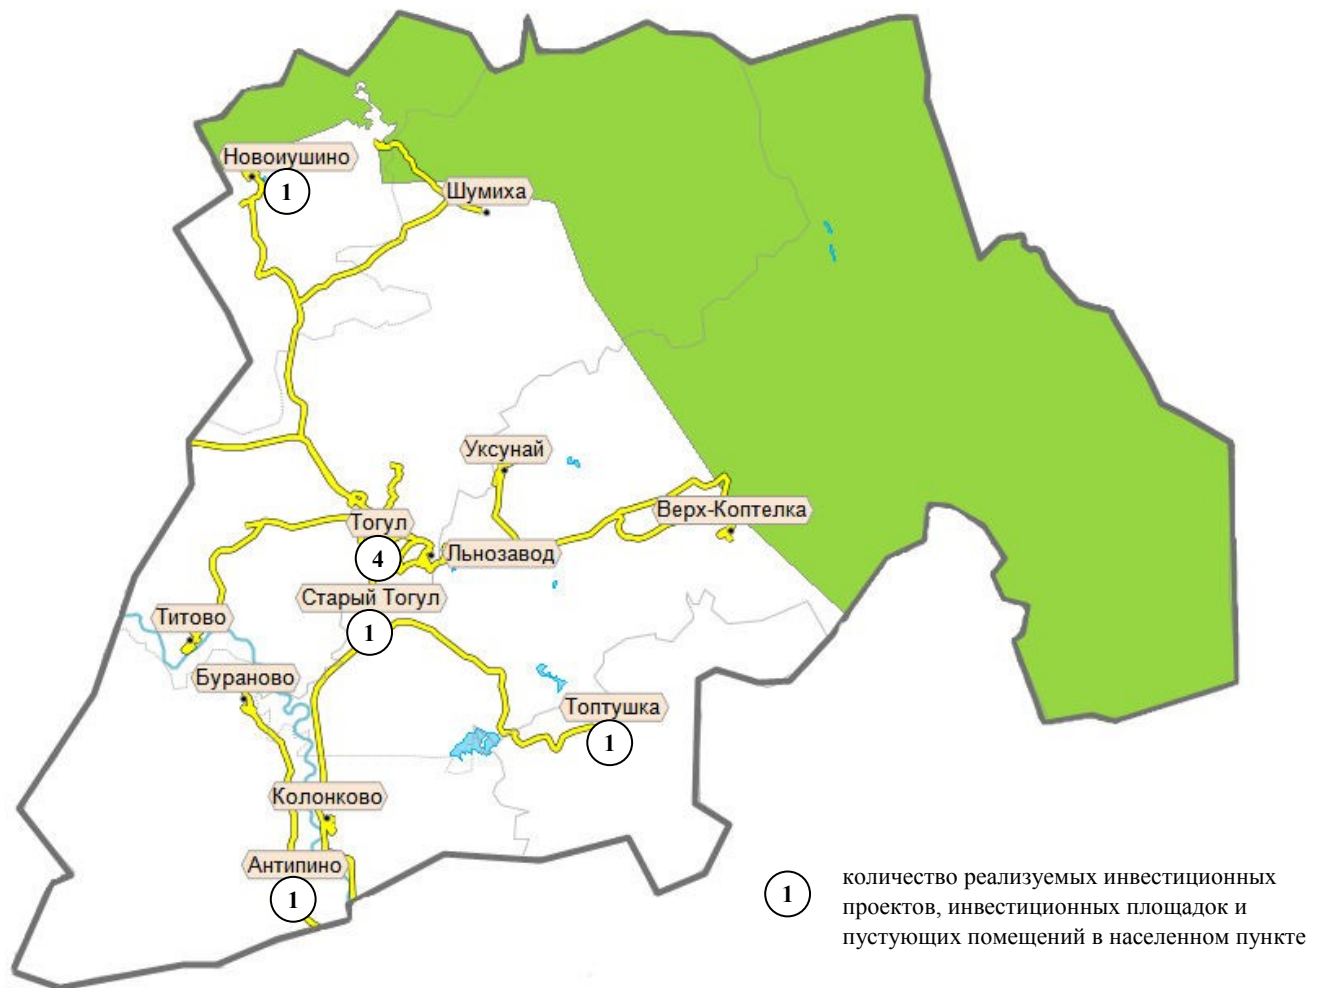 Новоиушино
1
Шумиха
Уксунай
Верх-Коптелка
Тогул
4
Льнозавод
Старый Тогул
1
Титово
Бураново
Топтушка
1
Колонково
Антипино
1
1
количество реализуемых инвестиционных
проектов, инвестиционных площадок и
пустующих помещений в населенном пункте